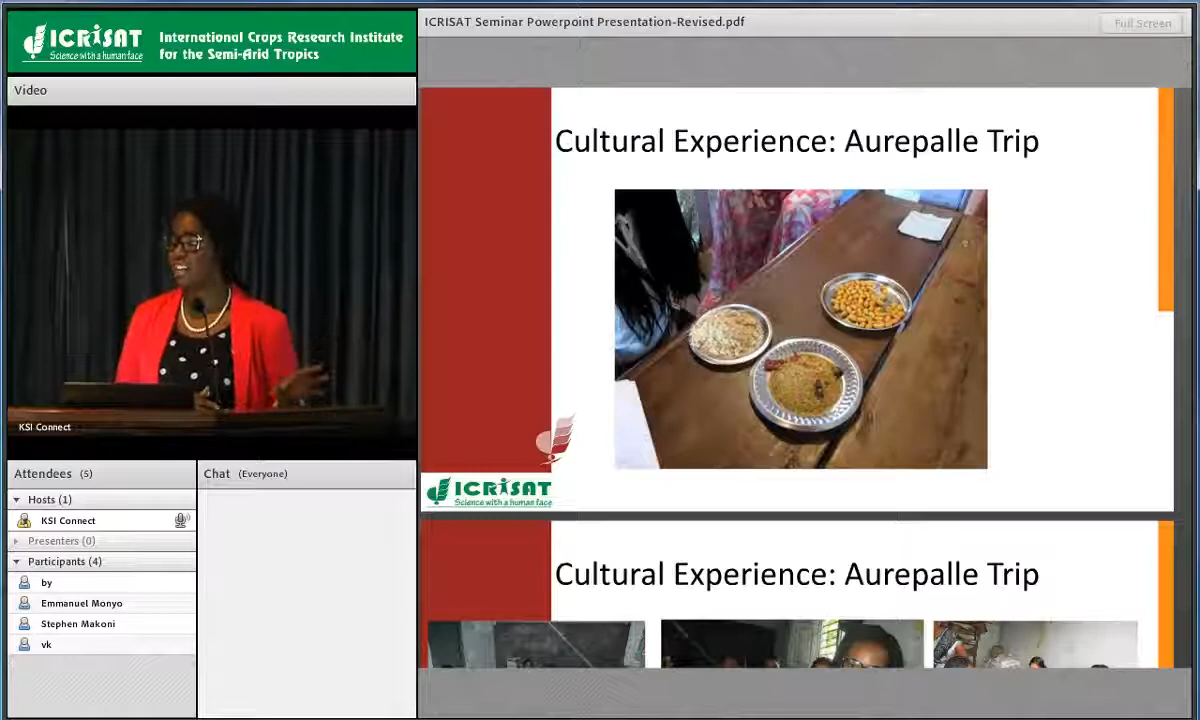 ICRISAT
Science with a human face
International Crops Research Institute
for the Semi-Arid Tropics
ICRISAT Seminar Powerpoint Presentation-Revised.pdf
Full Screen
Video
KSI Connect
Cultural Experience: Aurepalle Trip
ICRISAT
Science with a human face
Cultural Experience: Aurepalle Trip
Attendees (5)
Hosts (1)
KSI Connect
Presenters (0)
Participants (4)
by
Emmanuel Monyo
Stephen Makoni
vk
Chat (Everyone)